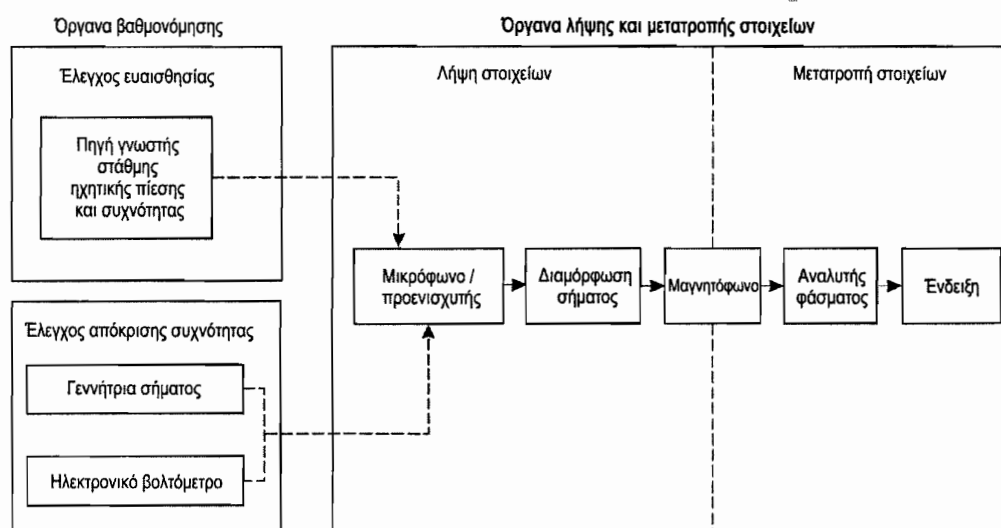 Όργανα βαθμονόμησης
Έλεγχος ευαισθησίας
Πηγή γνωστής
στάθμης
ηχητικής πίεσης
και συχνότητας
Έλεγχος απόκρισης συχνότητας
Γεννήτρια σήματος
Ηλεκτρονικό βολτόμετρο
Όργανα λήψης και μετατροπής στοιχείων
Λήψη στοιχείων
Μετατροπή στοιχείων
Μικρόφωνο /
προενισχυτής
Διαμόρφωση
σήματος
Μαγνητόφωνο
Αναλυτής
φάσματος
Ένδειξη